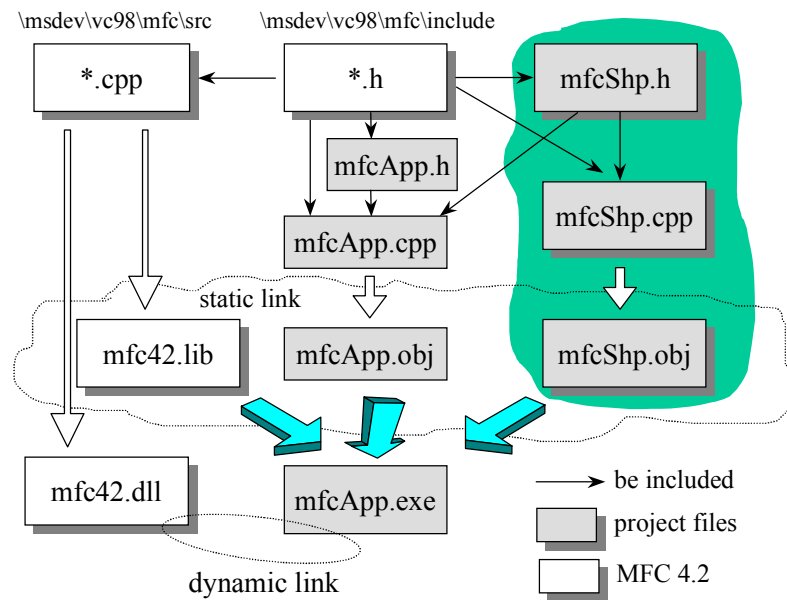 \msdev\vc98\mfc\src
\msdev\vc98\mfc\include
*.cpp
*.h
mfcShp.h
mfcApp.h
mfcApp.cpp
mfcShp.cpp
static link
mfc42.lib
mfcApp.obj
mfcShp.obj
mfc42.dll
mfcApp.exe
be included
project files
MFC 4.2
dynamic link